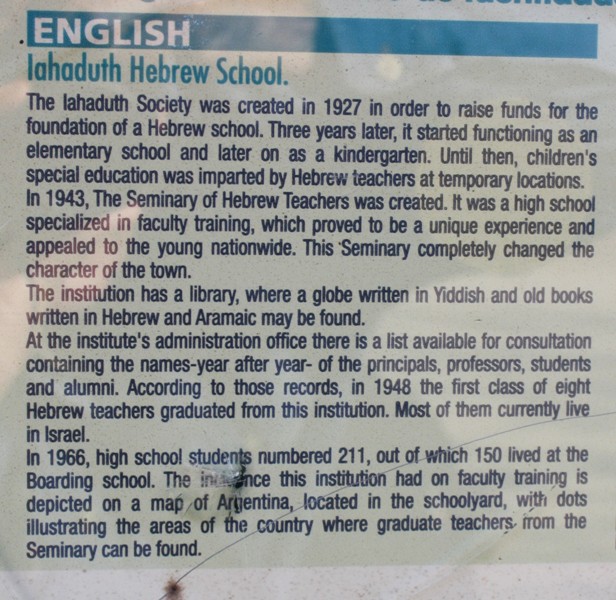 ENGLISH
Iahaduth Hebrew School.
The Iahaduth Society was created in 1927 in order to raise funds for the
foundation of a Hebrew school. Three years later, it started functioning as an
elementary school and later on as a kindergarten. Until then, children's
special education was imparted by Hebrew teachers at temporary locations.
In 1943, The Seminary of Hebrew Teachers was created. It was a high school
specialized in faculty training, which proved to be a unique experience and
appealed to the young nationwide. This Seminary completely changed the
character of the town.
The institution has a library, where a globe written in Yiddish and old books
written in Hebrew and Aramaic may be found.
At the institute's administration office there is a list available for consultation
containing the names-year after year- of the principals, professors, students
and alumni. According to those records, in 1948 the first class of eight
Hebrew teachers graduated from this institution. Most of them currently live
in Israel.
In 1966, high school students numbered 211, out of which 150 lived at the
Boarding school. The this institution had on faculty training is
depicted on a map of Argentina, located in the schoolyard, with dots
illustrating the areas of the country where graduate teachers from the
Seminary can be found.